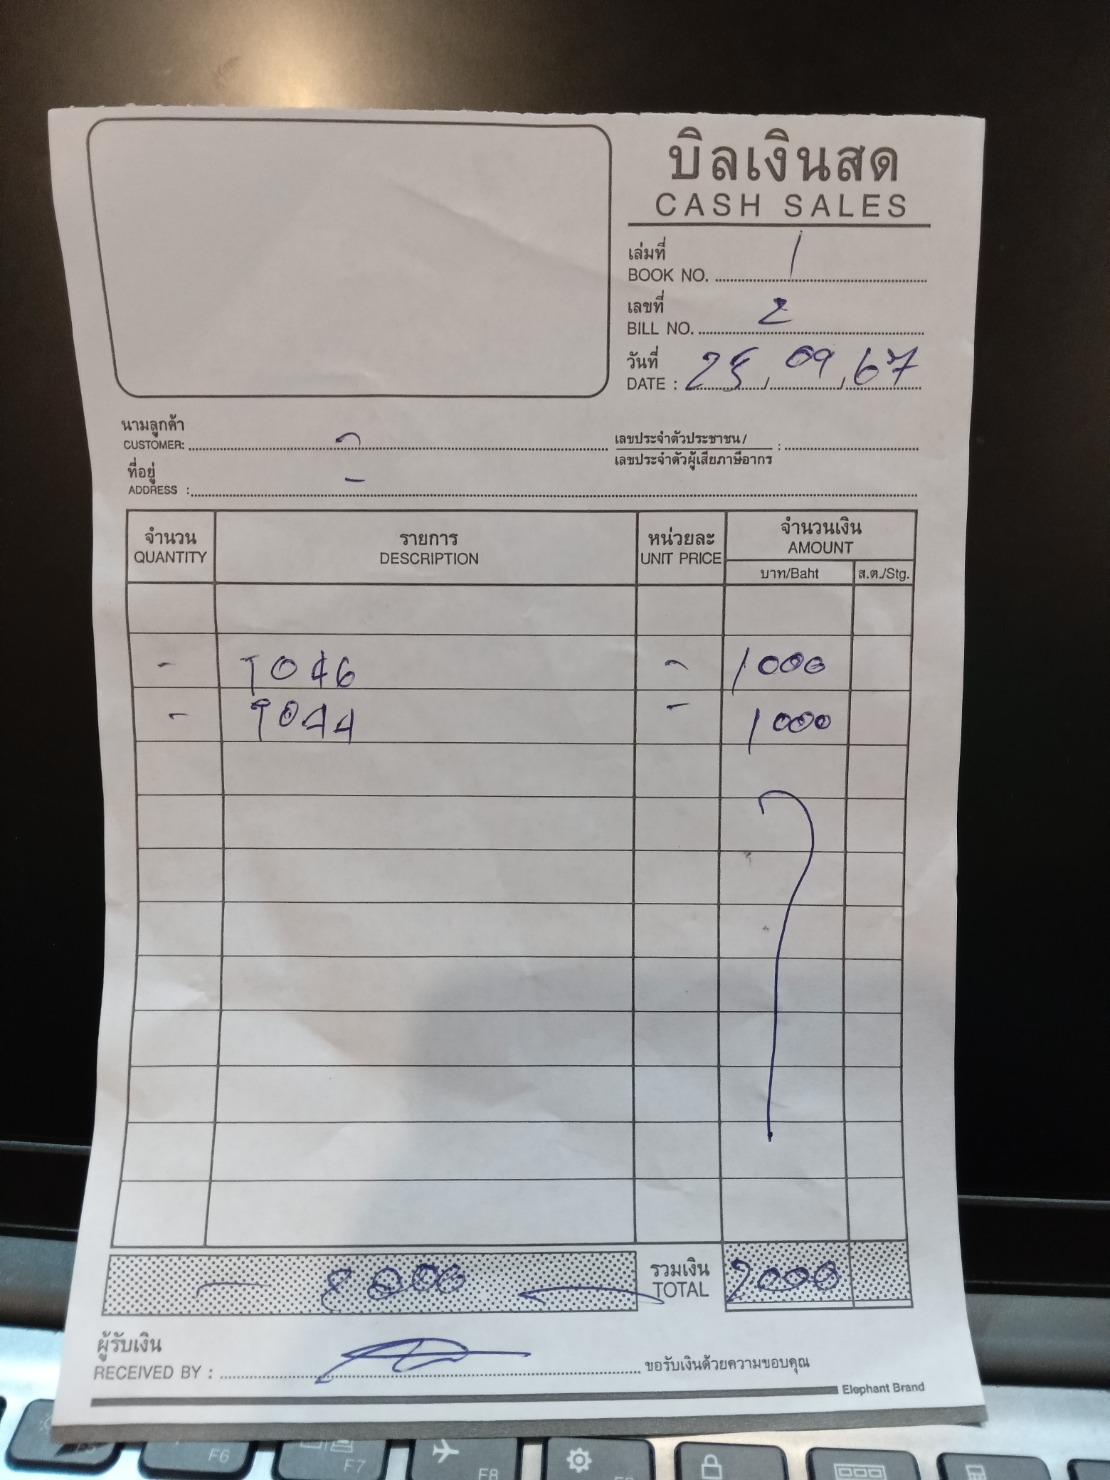 บิลเงินสด
CASH SALES
เล่มที่
BOOK NO. 1
เลขที่
BILL NO. 2
วันที่
DATE : 25 / 09 / 67
นามลูกค้า
CUSTOMER: -
เลขประจำตัวประชาชน /
เลขประจำตัวผู้เสียภาษีอากร :
ที่อยู่
ADDRESS : -
จำนวน รายการ หน่วยละ จำนวนเงิน
QUANTITY DESCRIPTION UNIT PRICE AMOUNT
บาท/Baht ส.ต./Stg.
- T046 - 1000
- T044 - 1000
รวมเงิน
TOTAL 2000
ผู้รับเงิน
RECEIVED BY : ขอรับเงินด้วยความขอบคุณ
Elephant Brand
F6
F7
F8